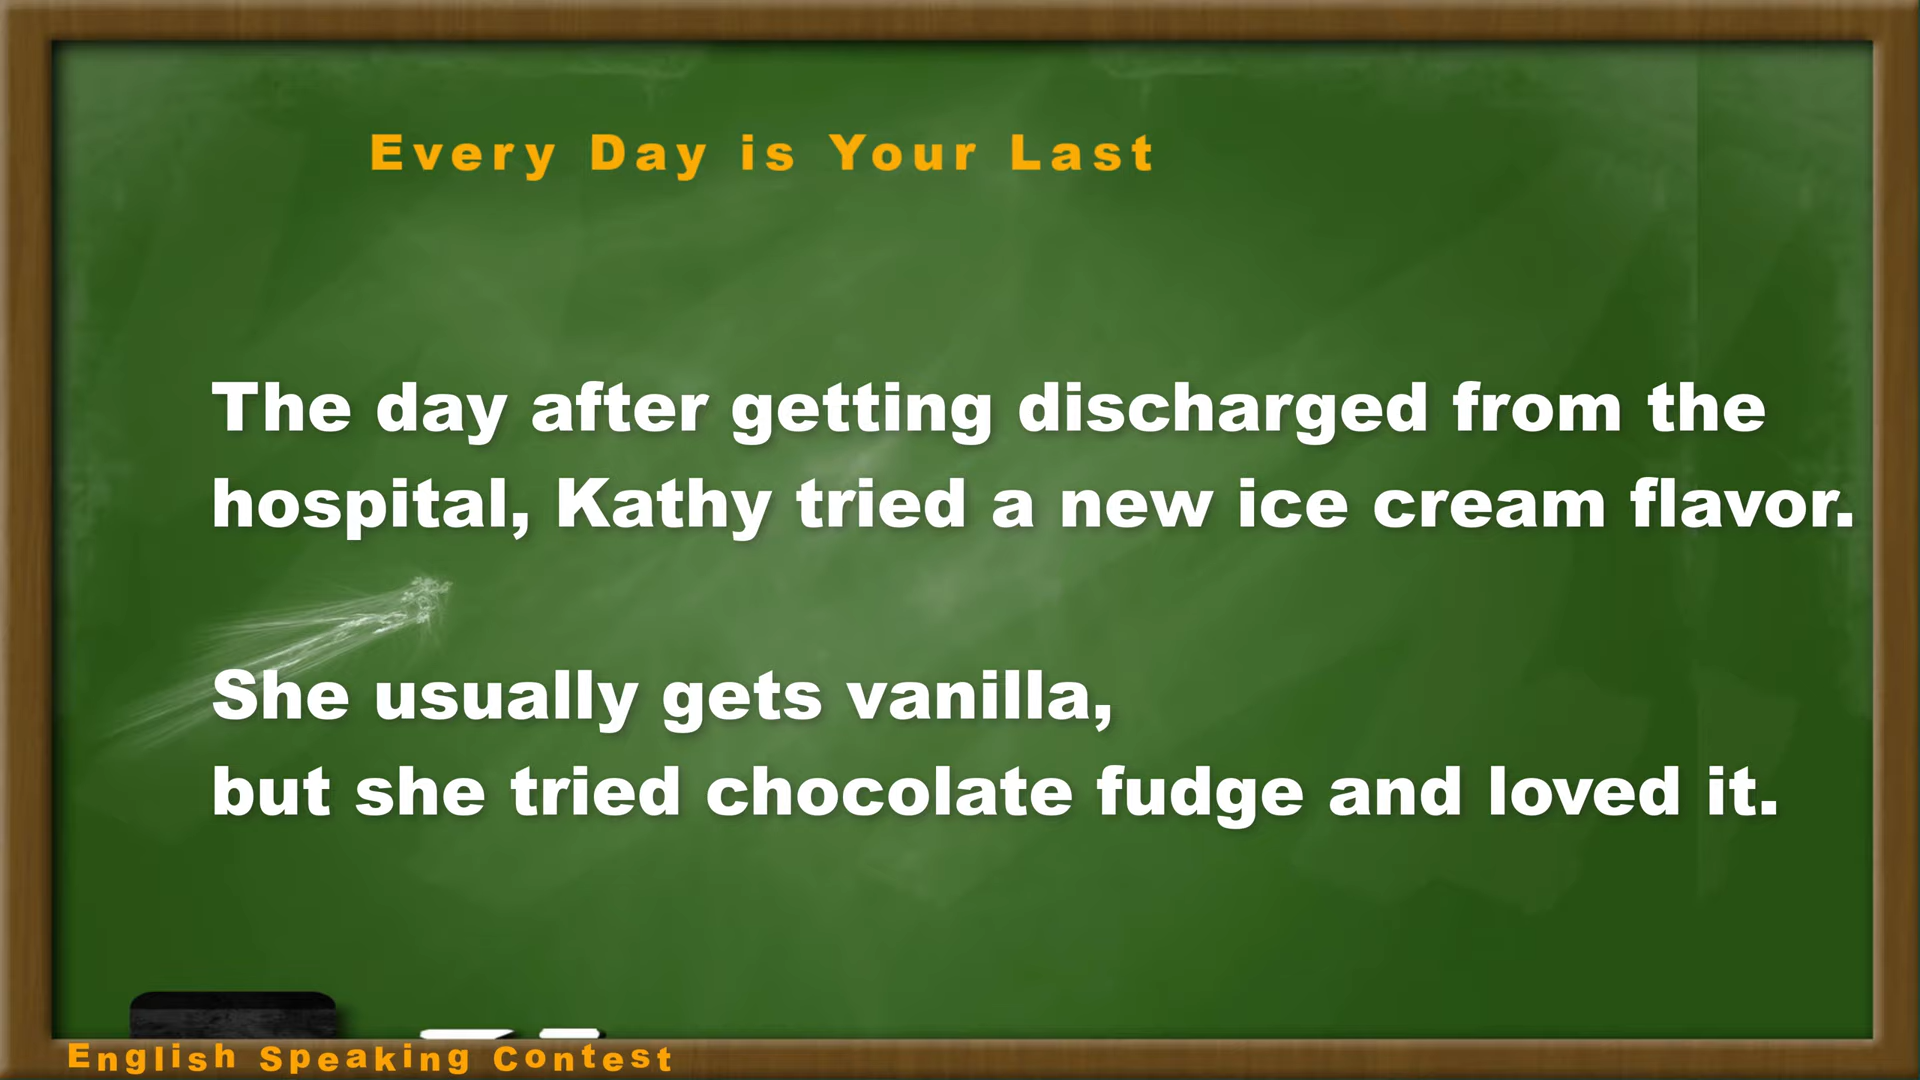 Every Day is Your Last
The day after getting discharged from the
hospital, Kathy tried a new ice cream flavor.
She usually gets vanilla,
but she tried chocolate fudge and loved it.
English Speaking Contest